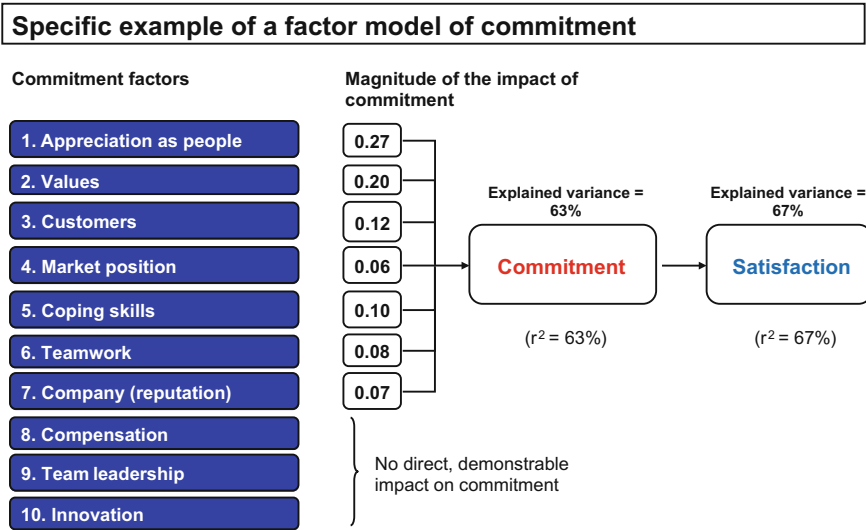 Specific example of a factor model of commitment
Commitment factors
Magnitude of the impact of
commitment
1. Appreciation as people
0.27
2. Values
0.20
3. Customers
0.12
4. Market position
0.06
5. Coping skills
0.10
6. Teamwork
0.08
7. Company (reputation)
0.07
8. Compensation
9. Team leadership
10. Innovation
No direct, demonstrable
impact on commitment
Explained variance =
63%
Commitment
(r² = 63%)
Explained variance =
67%
Satisfaction
(r² = 67%)